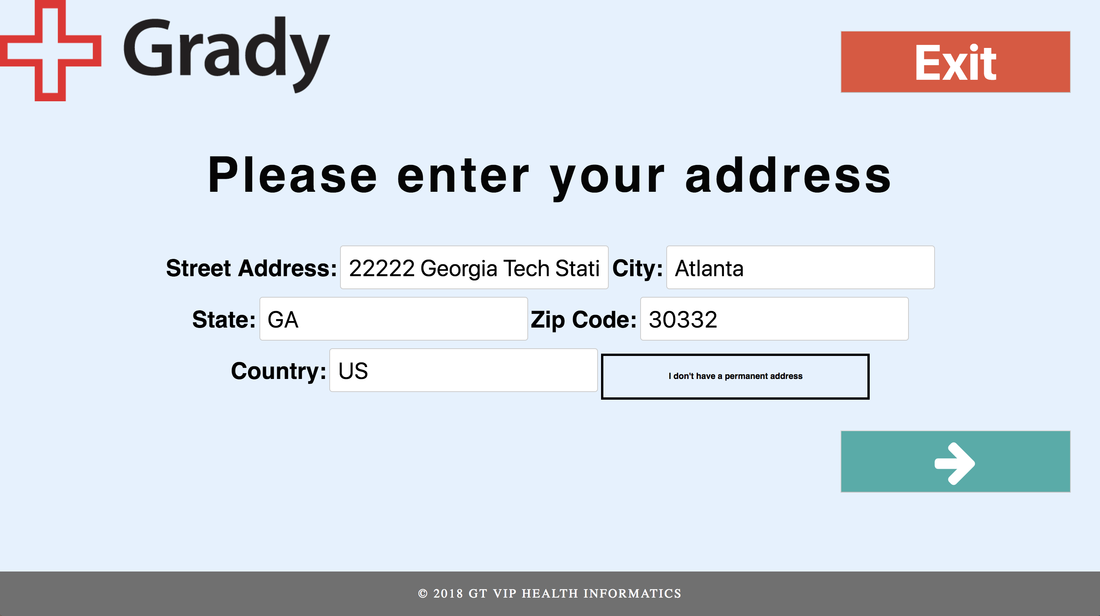 Grady
Exit
Please enter your address
Street Address: 22222 Georgia Tech Stati City: Atlanta
State: GA Zip Code: 30332
Country: US I don't have a permanent address
© 2018 GT VIP HEALTH INFORMATICS